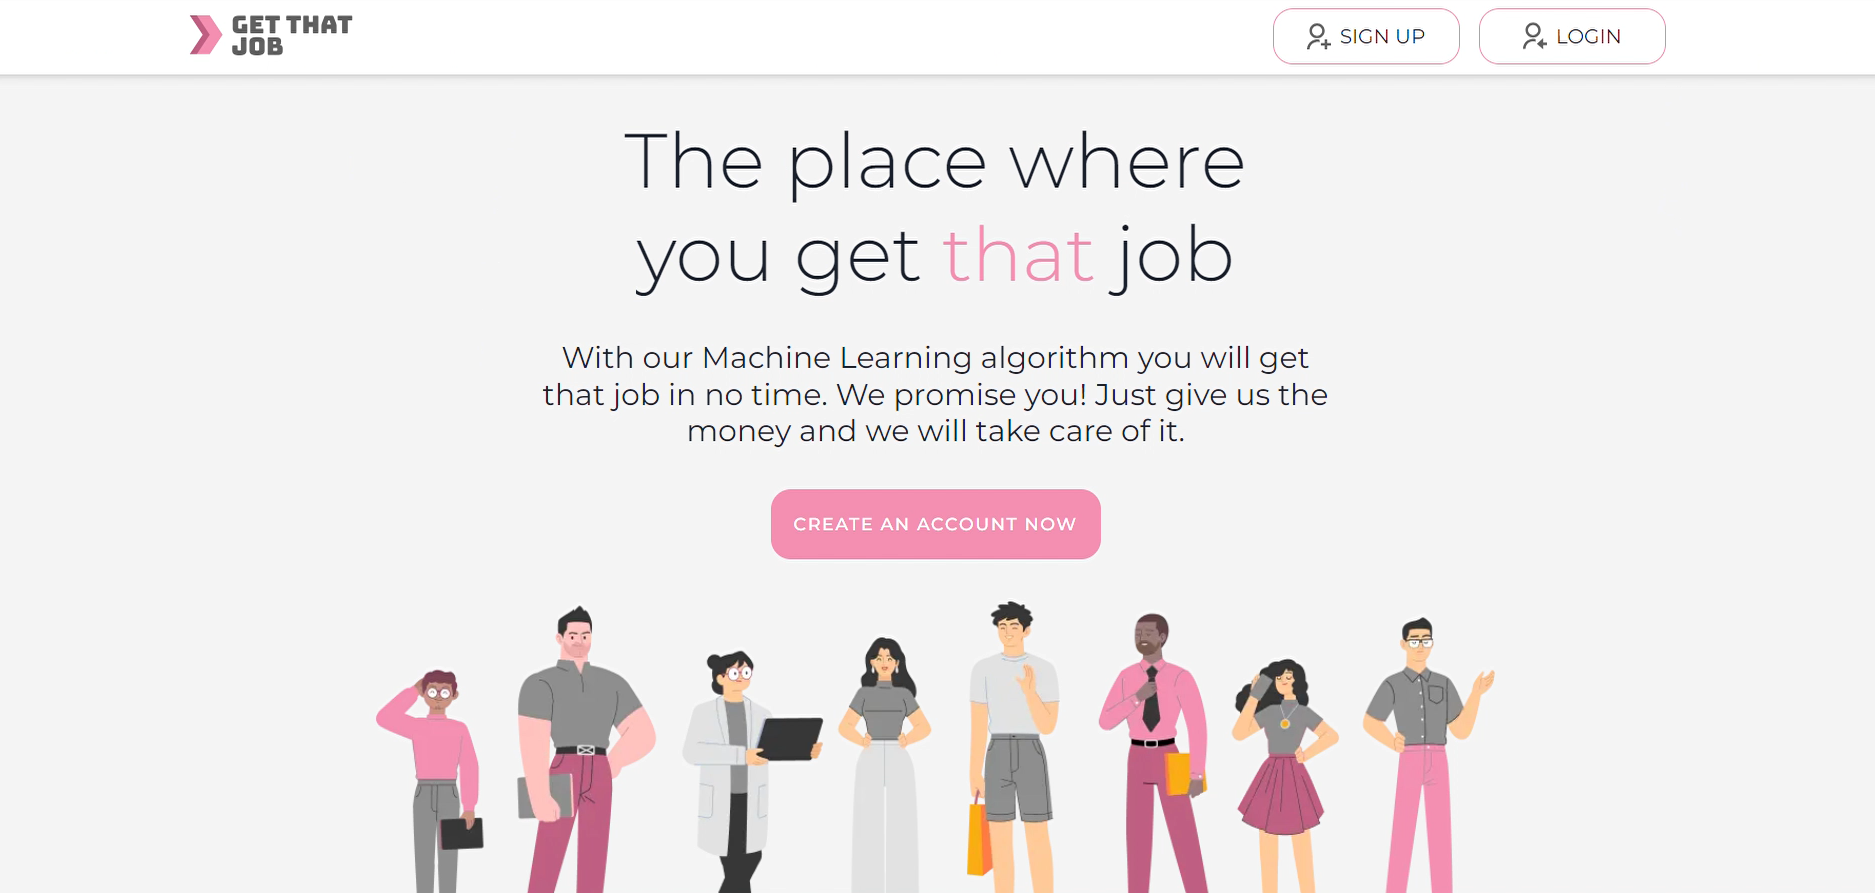 GET THAT
JOB
SIGN UP
LOGIN
The place where
you get that job
With our Machine Learning algorithm you will get
that job in no time. We promise you! Just give us the
money and we will take care of it.
CREATE AN ACCOUNT NOW